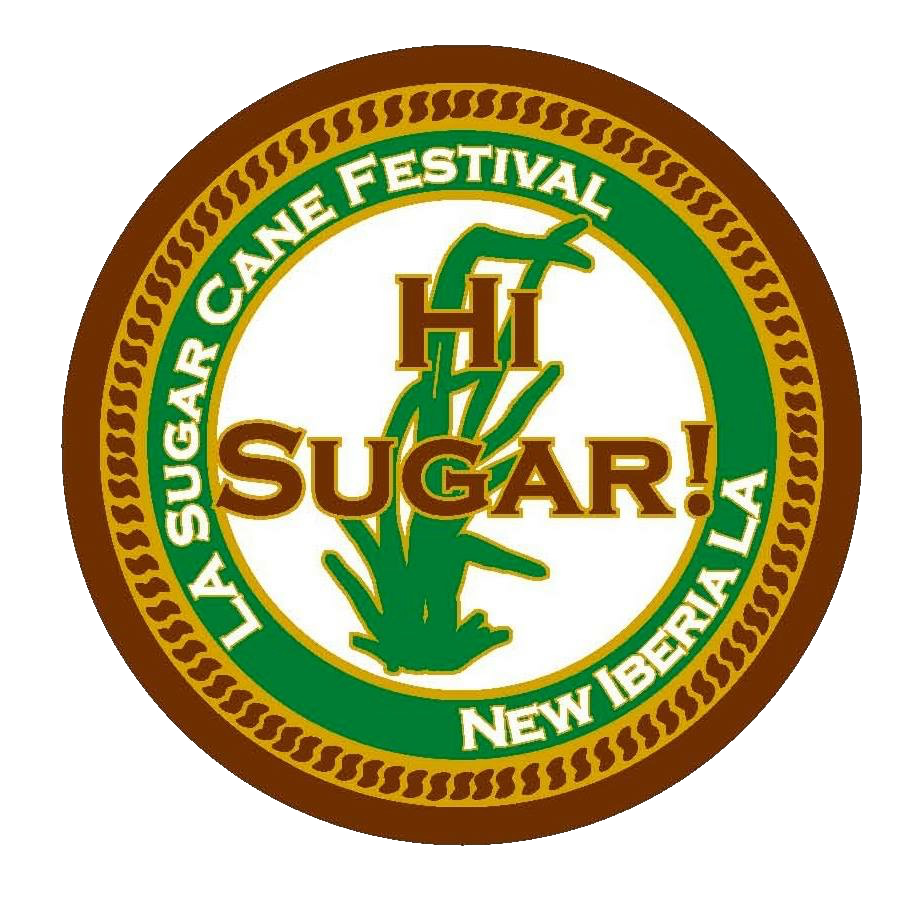 LA SUGAR CANE FESTIVAL
HI
SUGAR!
NEW IBERIA LA